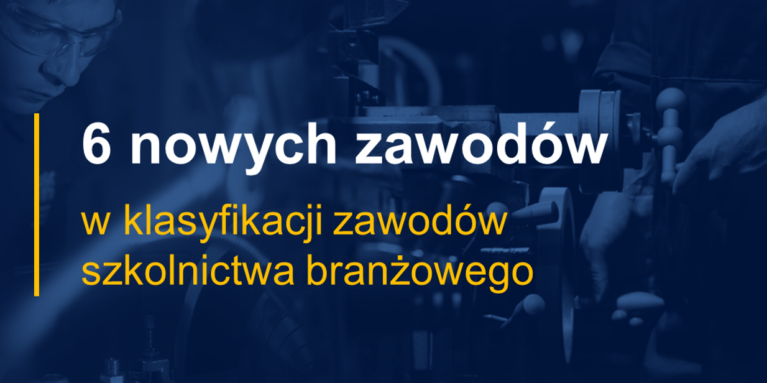 6 nowych zawodów
w klasyfikacji zawodów
szkolnictwa branżowego